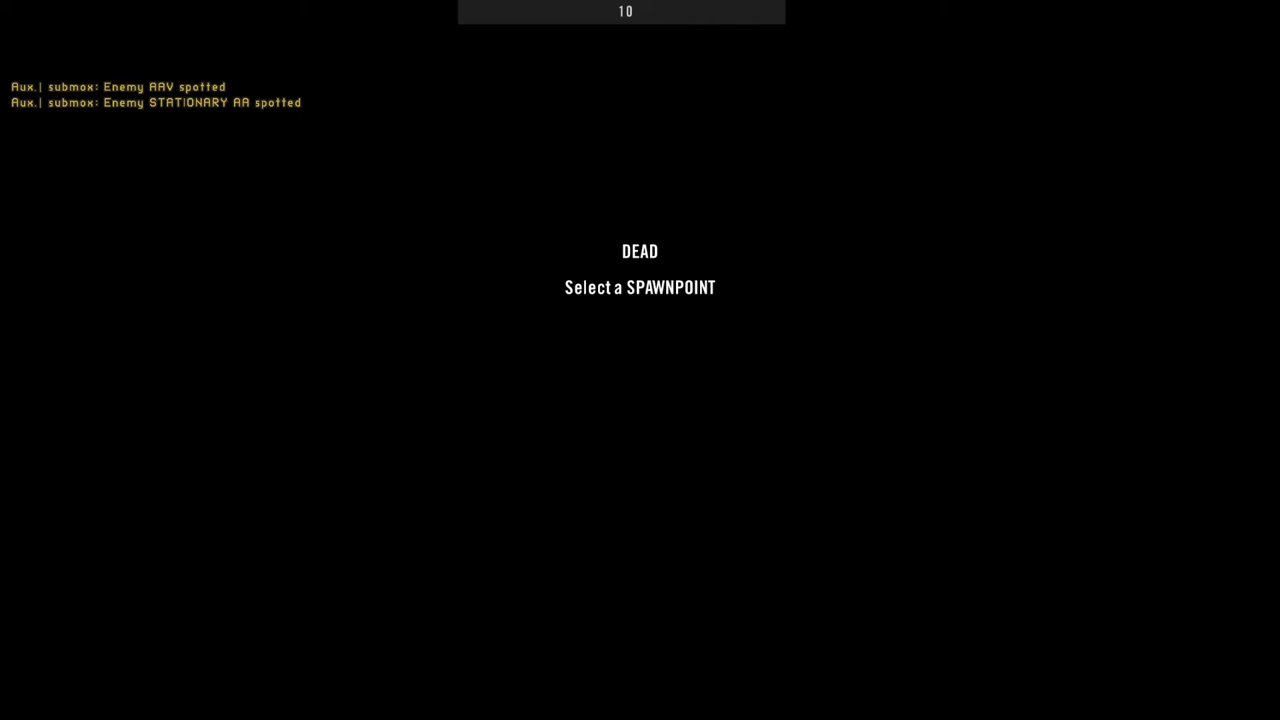 10
Aux.| submox: Enemy AAV spotted
Aux.| submox: Enemy STATIONARY AA spotted
DEAD
Select a SPAWNPOINT